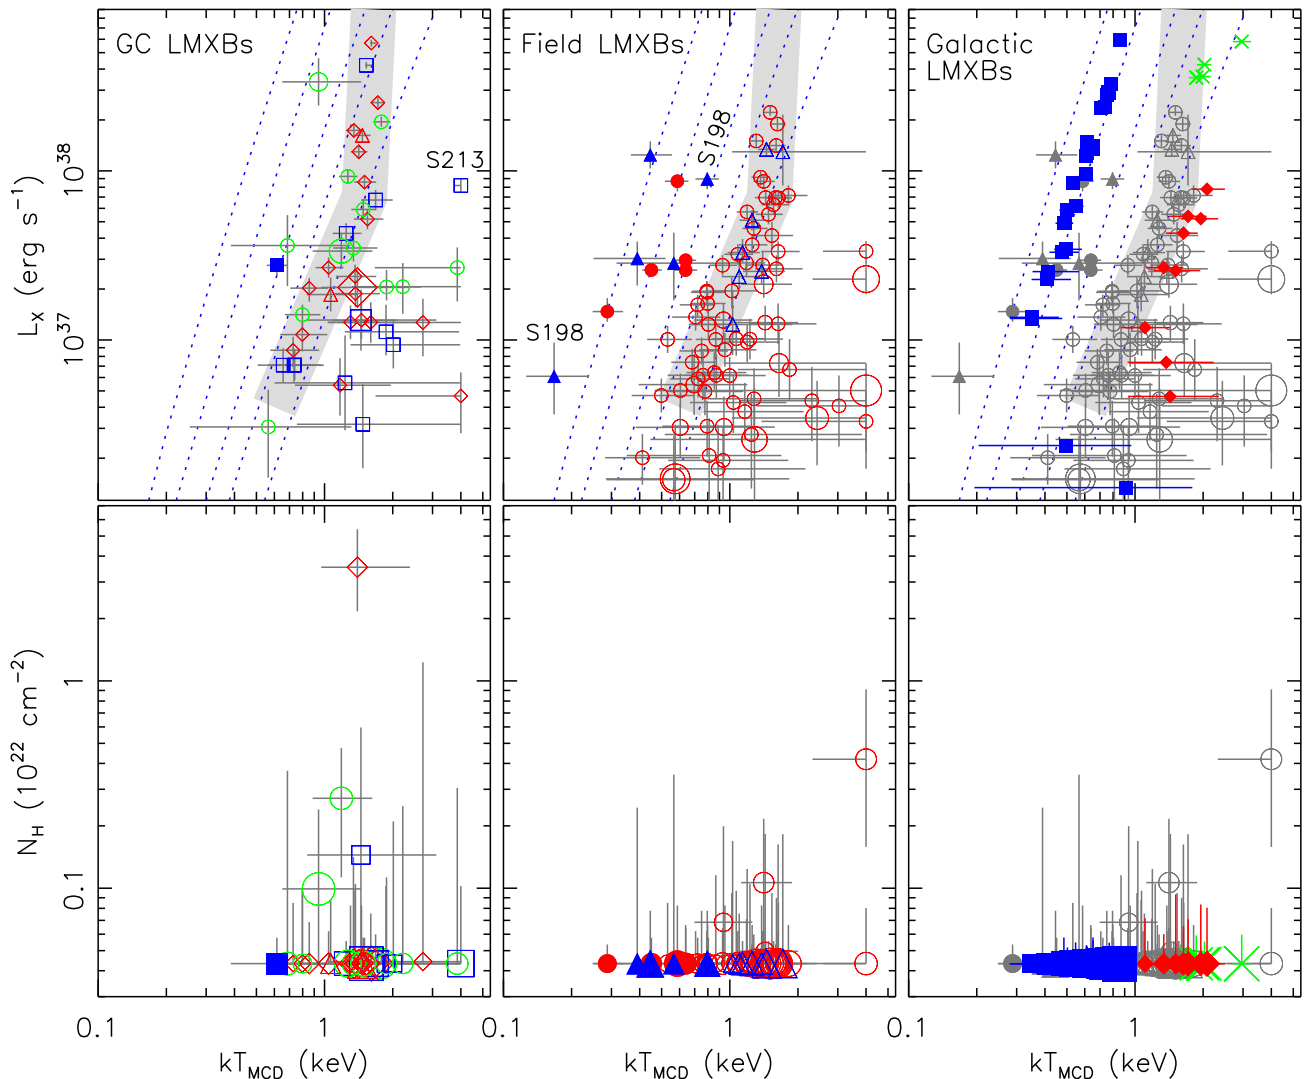 GC LMXBs
Field LMXBs
Galactic
LMXBs
S213
S198
S198
10^38
10^37
L_X (erg s^-1)
1
0.1
N_H (10^22 cm^-2)
0.1
1
0.1
1
0.1
1
kT_MCD (keV)
kT_MCD (keV)
kT_MCD (keV)